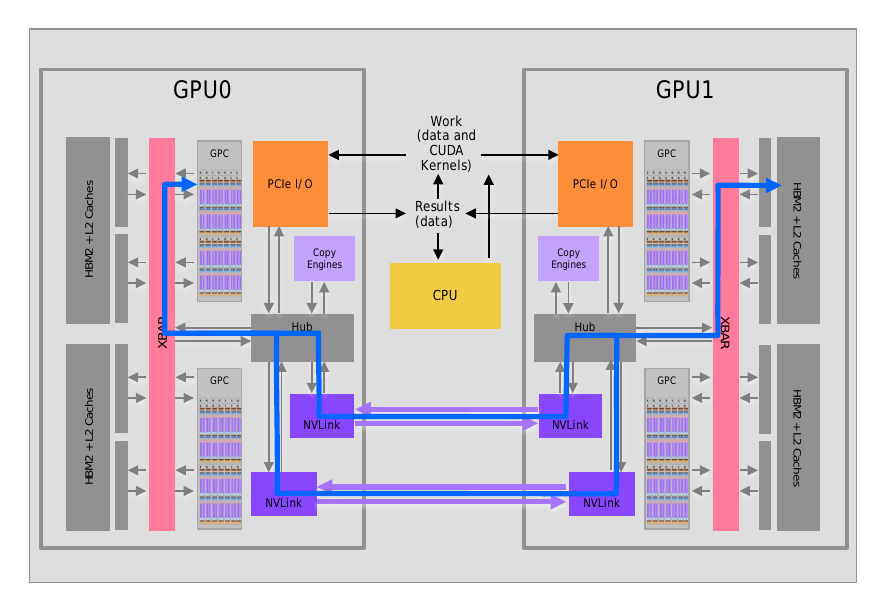 GPU0
GPU1
Work
(data and
CUDA
Kernels)
Results
(data)
CPU
GPC
PCIe I/O
Copy
Engines
Hub
XBAR
HBM2 + L2 Caches
HBM2 + L2 Caches
GPC
NVLink
NVLink
PCIe I/O
GPC
Copy
Engines
Hub
XBAR
HBM2 + L2 Caches
HBM2 + L2 Caches
GPC
NVLink
NVLink